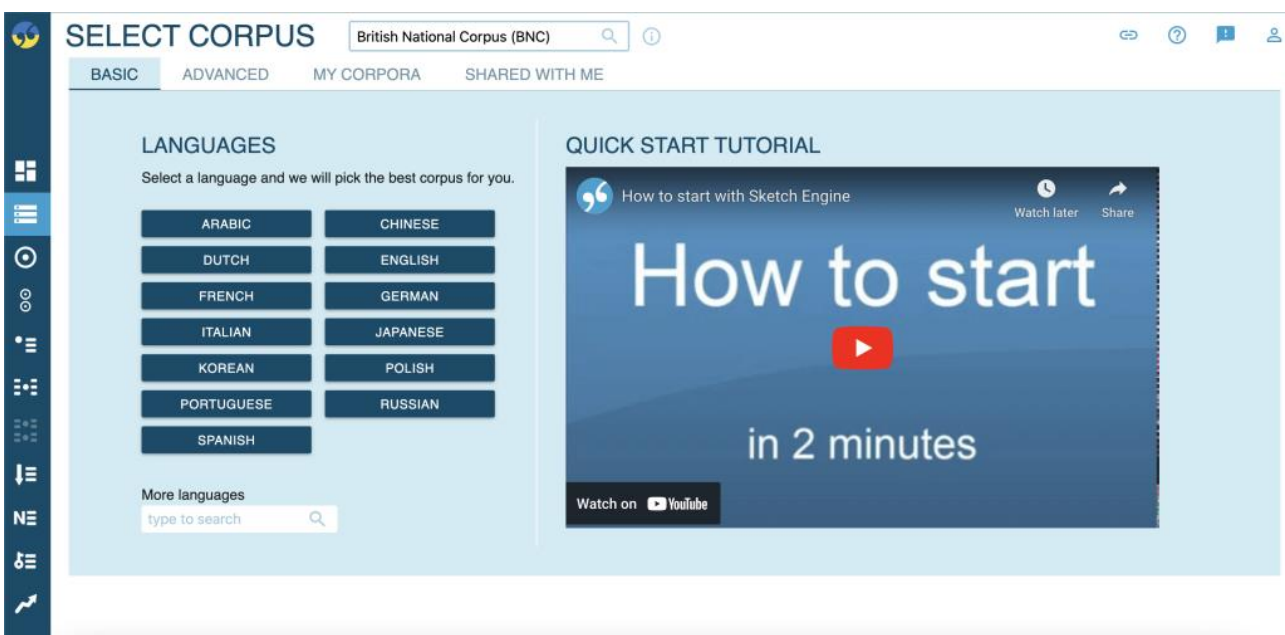 SELECT CORPUS
British National Corpus (BNC)
BASIC ADVANCED MY CORPORA SHARED WITH ME
LANGUAGES
Select a language and we will pick the best corpus for you.
ARABIC CHINESE
DUTCH ENGLISH
FRENCH GERMAN
ITALIAN JAPANESE
KOREAN POLISH
PORTUGUESE RUSSIAN
SPANISH
More languages
type to search
QUICK START TUTORIAL
How to start with Sketch Engine
Watch later Share
How to start
in 2 minutes
Watch on YouTube
N